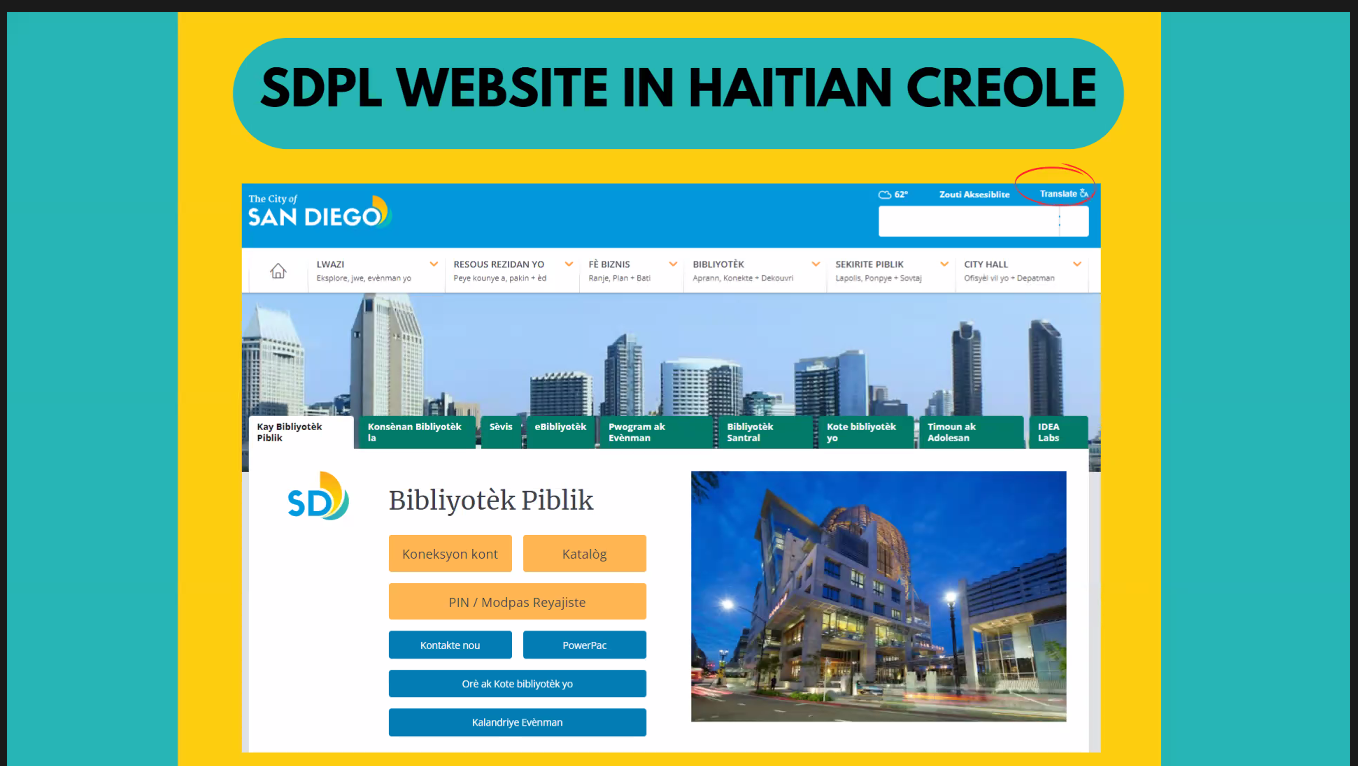 SDPL WEBSITE IN HAITIAN CREOLE
The City of
SAN DIEGO
62°
Zouti Aksesiblite
Translate
LWAZI
Eksplore, jwe, evènman yo
RESOUS REZIDAN YO
Peye kounye a, pakin + èd
FÈ BIZNIS
Ranje, Plan + Bati
BIBLIYOTÈK
Aprann, Konekte + Dekouvri
SEKIRITE PIBLIK
Lapolis, Ponpye + Sovtaj
CITY HALL
Ofisyèl vil yo + Depatman
Kay Bibliyotèk
Piblik
Konsènan Bibliyotèk
la
Sèvis
eBibliyotèk
Pwogram ak
Evènman
Bibliyotèk
Santral
Kote bibliyotèk
yo
Timoun ak
Adolesan
IDEA
Labs
SD
Bibliyotèk Piblik
Koneksyon kont
Katalòg
PIN / Modpas Reyajiste
Kontakte nou
PowerPac
Orè ak Kote bibliyotèk yo
Kalandriye Evènman